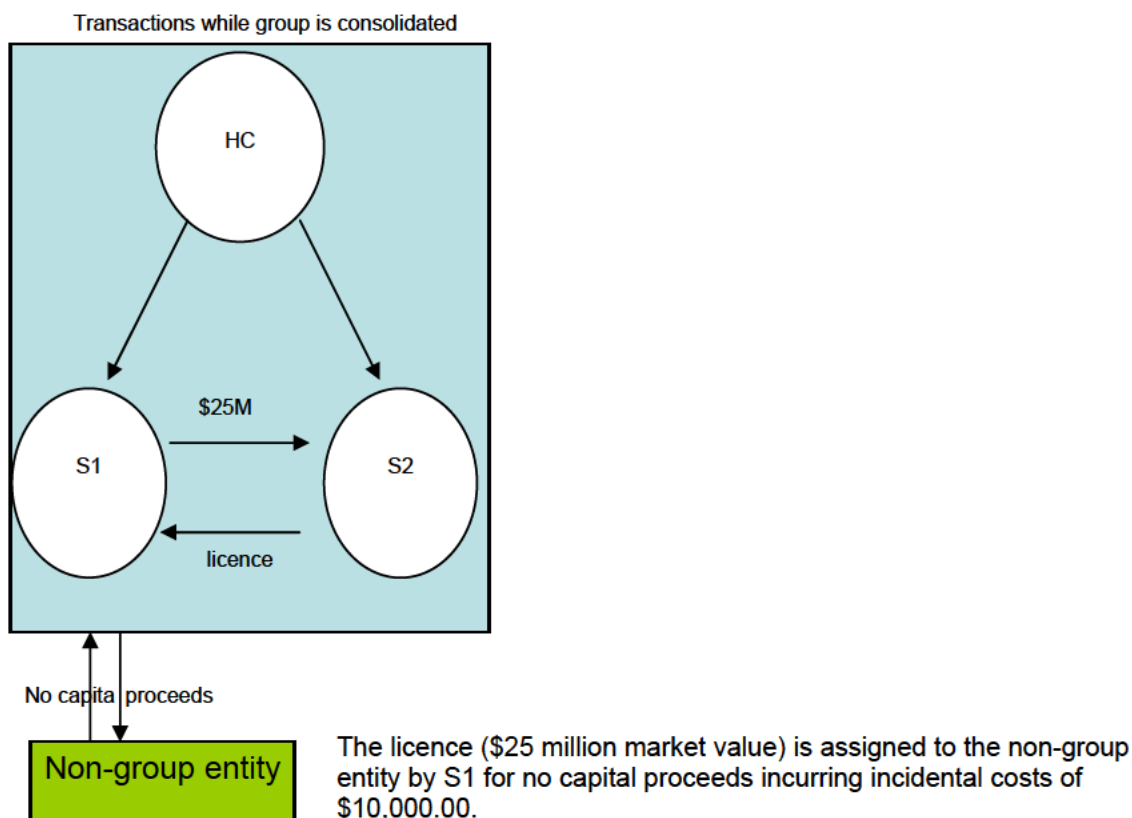 Transactions while group is consolidated
HC
$25M
S1
S2
licence
No capita proceeds
Non-group entity
The licence ($25 million market value) is assigned to the non-group
entity by S1 for no capital proceeds incurring incidental costs of
$10.000.00.